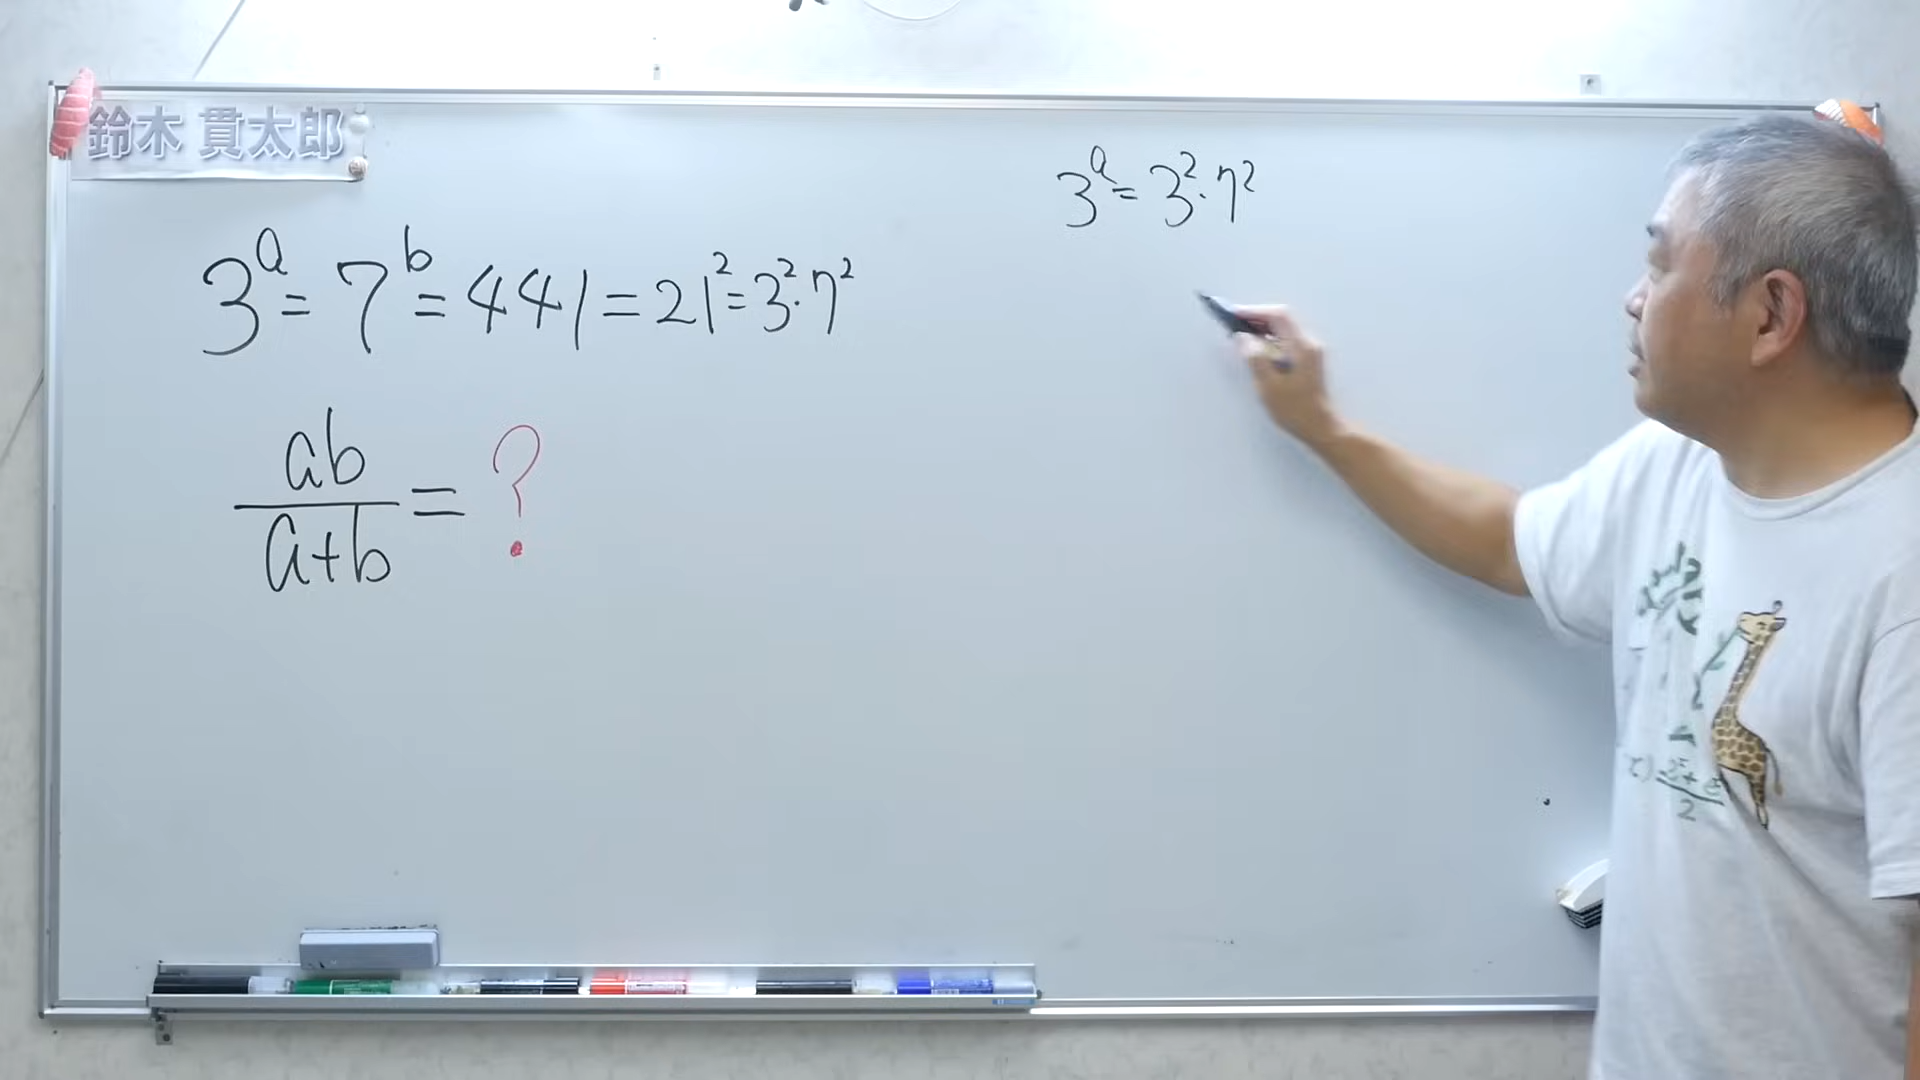 鈴木 貫太郎
3^a = 7^b = 441 = 21^2 = 3^2・7^2
ab
a+b
= ?
3^a = 3^2・7^2
2